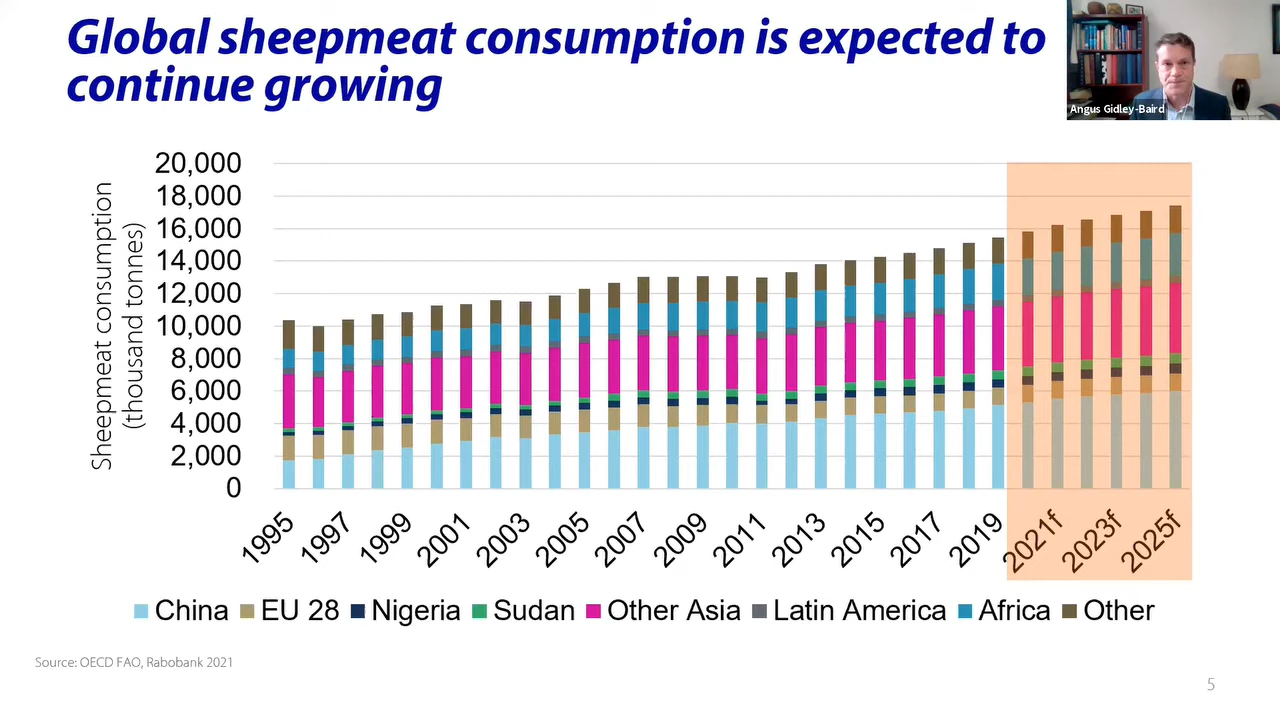 Global sheepmeat consumption is expected to
continue growing
Angus Gidley-Baird
Sheepmeat consumption
(thousand tonnes)
20,000
18,000
16,000
14,000
12,000
10,000
8,000
6,000
4,000
2,000
0
1995
1997
1999
2001
2003
2005
2007
2009
2011
2013
2015
2017
2019
2021f
2023f
2025f
China EU 28 Nigeria Sudan Other Asia Latin America Africa Other
Source: OECD FAO, Rabobank 2021
5